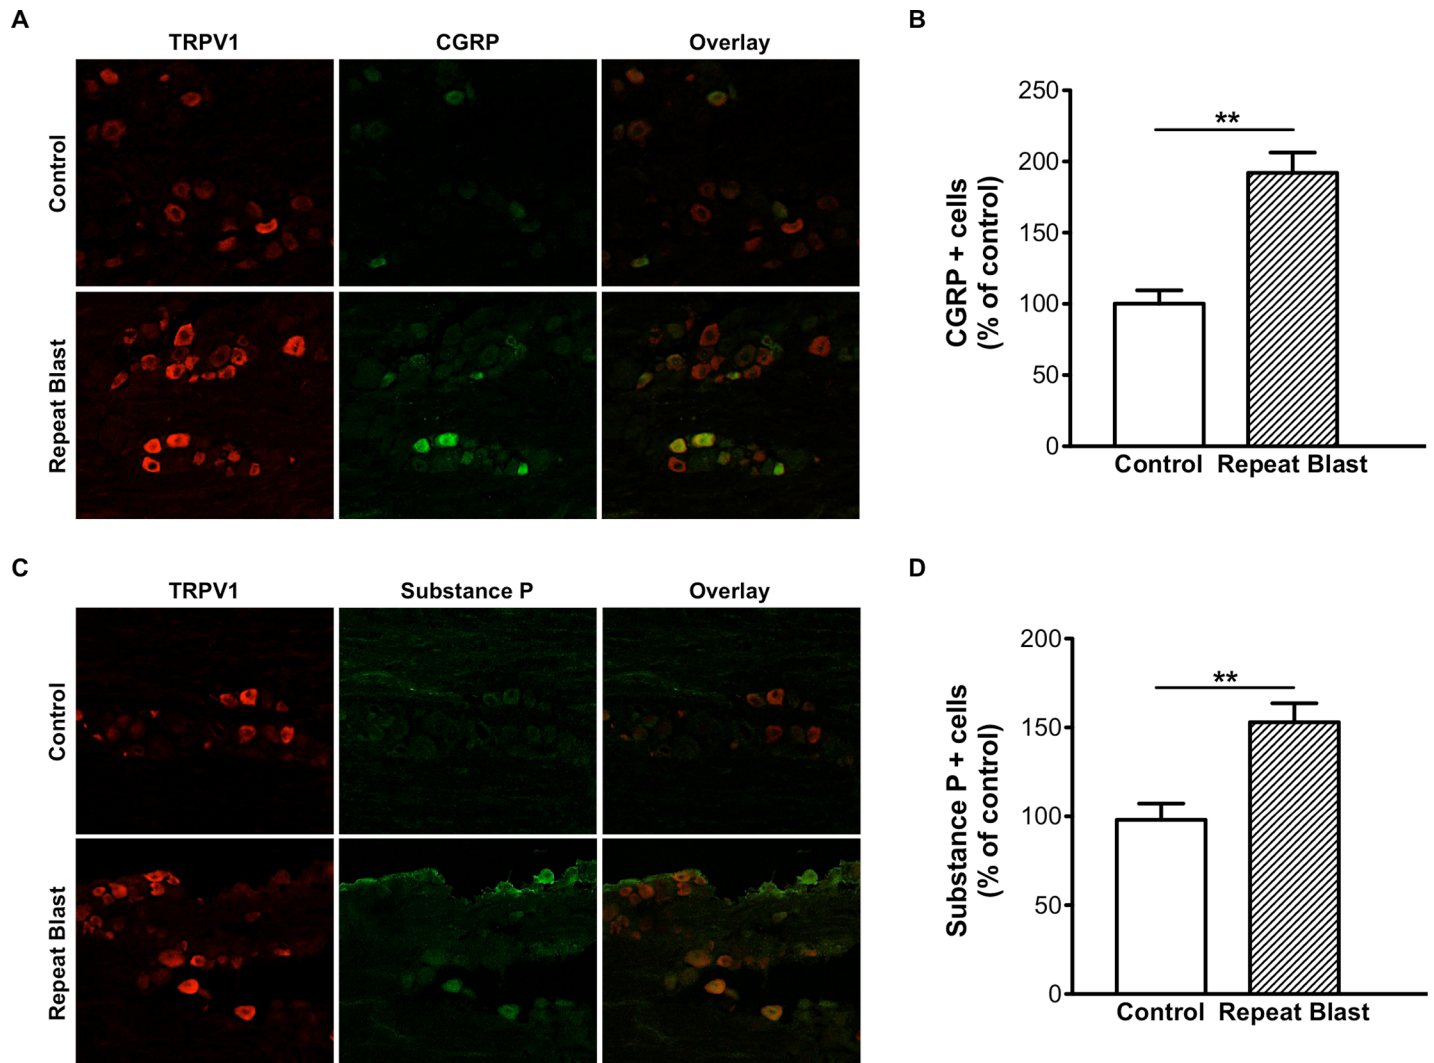 A
TRPV1 CGRP Overlay
Control
Repeat Blast
B
CGRP + cells
(% of control)
250
200
150
100
50
0
**
Control Repeat Blast
C
TRPV1 Substance P Overlay
Control
Repeat Blast
D
Substance P + cells
(% of control)
200
150
100
50
0
**
Control Repeat Blast